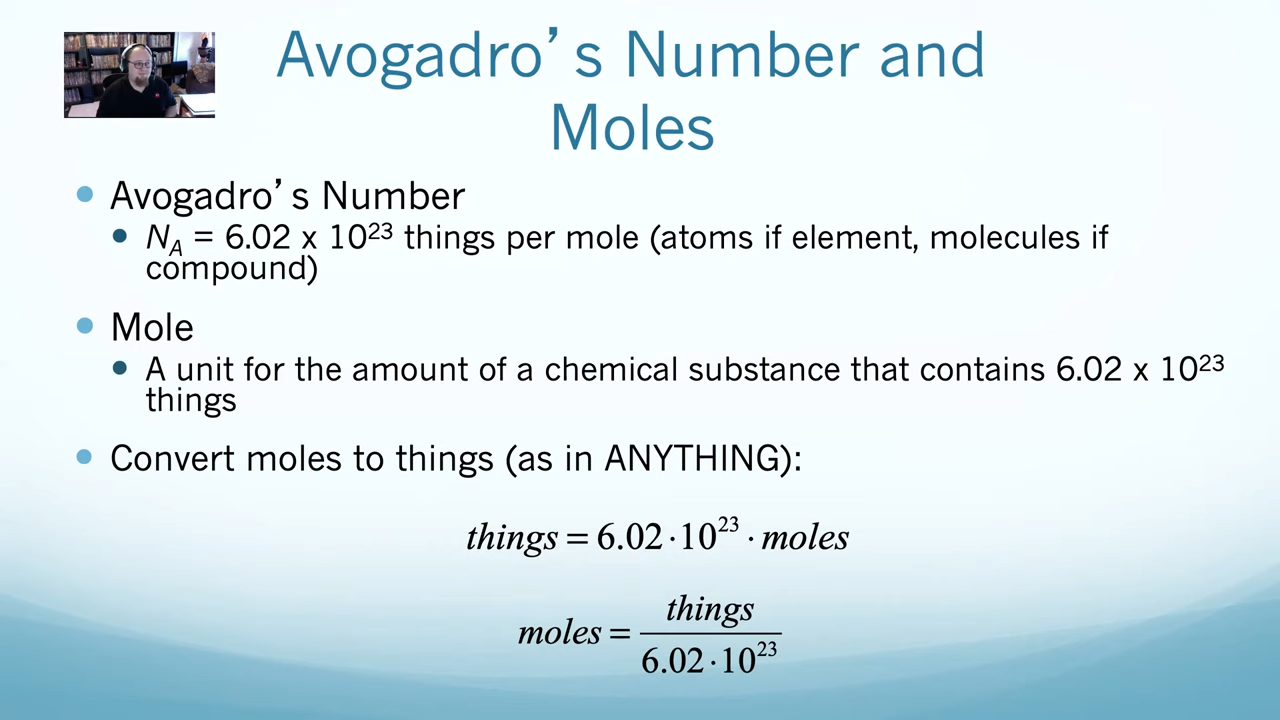 Avogadro’s Number and
Moles
• Avogadro’s Number
• N_A = 6.02 x 10²³ things per mole (atoms if element, molecules if
compound)
• Mole
• A unit for the amount of a chemical substance that contains 6.02 x 10²³
things
• Convert moles to things (as in ANYTHING):
things = 6.02·10²³ · moles
moles = things / 6.02·10²³